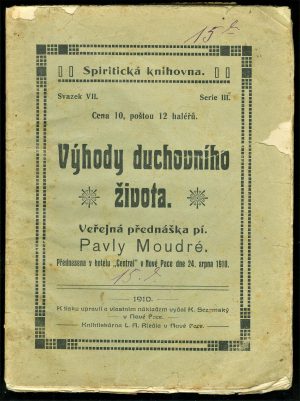 15.-
Spiritická knihovna.
Svazek VII. Serie III.
Cena 10, poštou 12 haléřů.
Výhody duchovního
života.
Veřejná přednáška pí.
Pavly Moudré.
Přednesena v hotelu „Central" v Nové Pace dne 24. srpna 1910.
15.-
1910.
K tisku upravil a vlastním nákladem vydal K. Sezemský
v Nové Pace.
Knihtiskárna L. A. v Nové Pace.